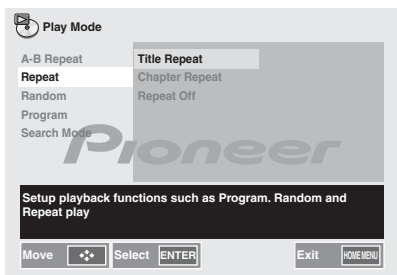 Play Mode
A-B Repeat
Repeat
Random
Program
Search Mode
Title Repeat
Chapter Repeat
Repeat Off
Pioneer
Setup playback functions such as Program. Random and
Repeat play
Move Select ENTER Exit HOME MENU